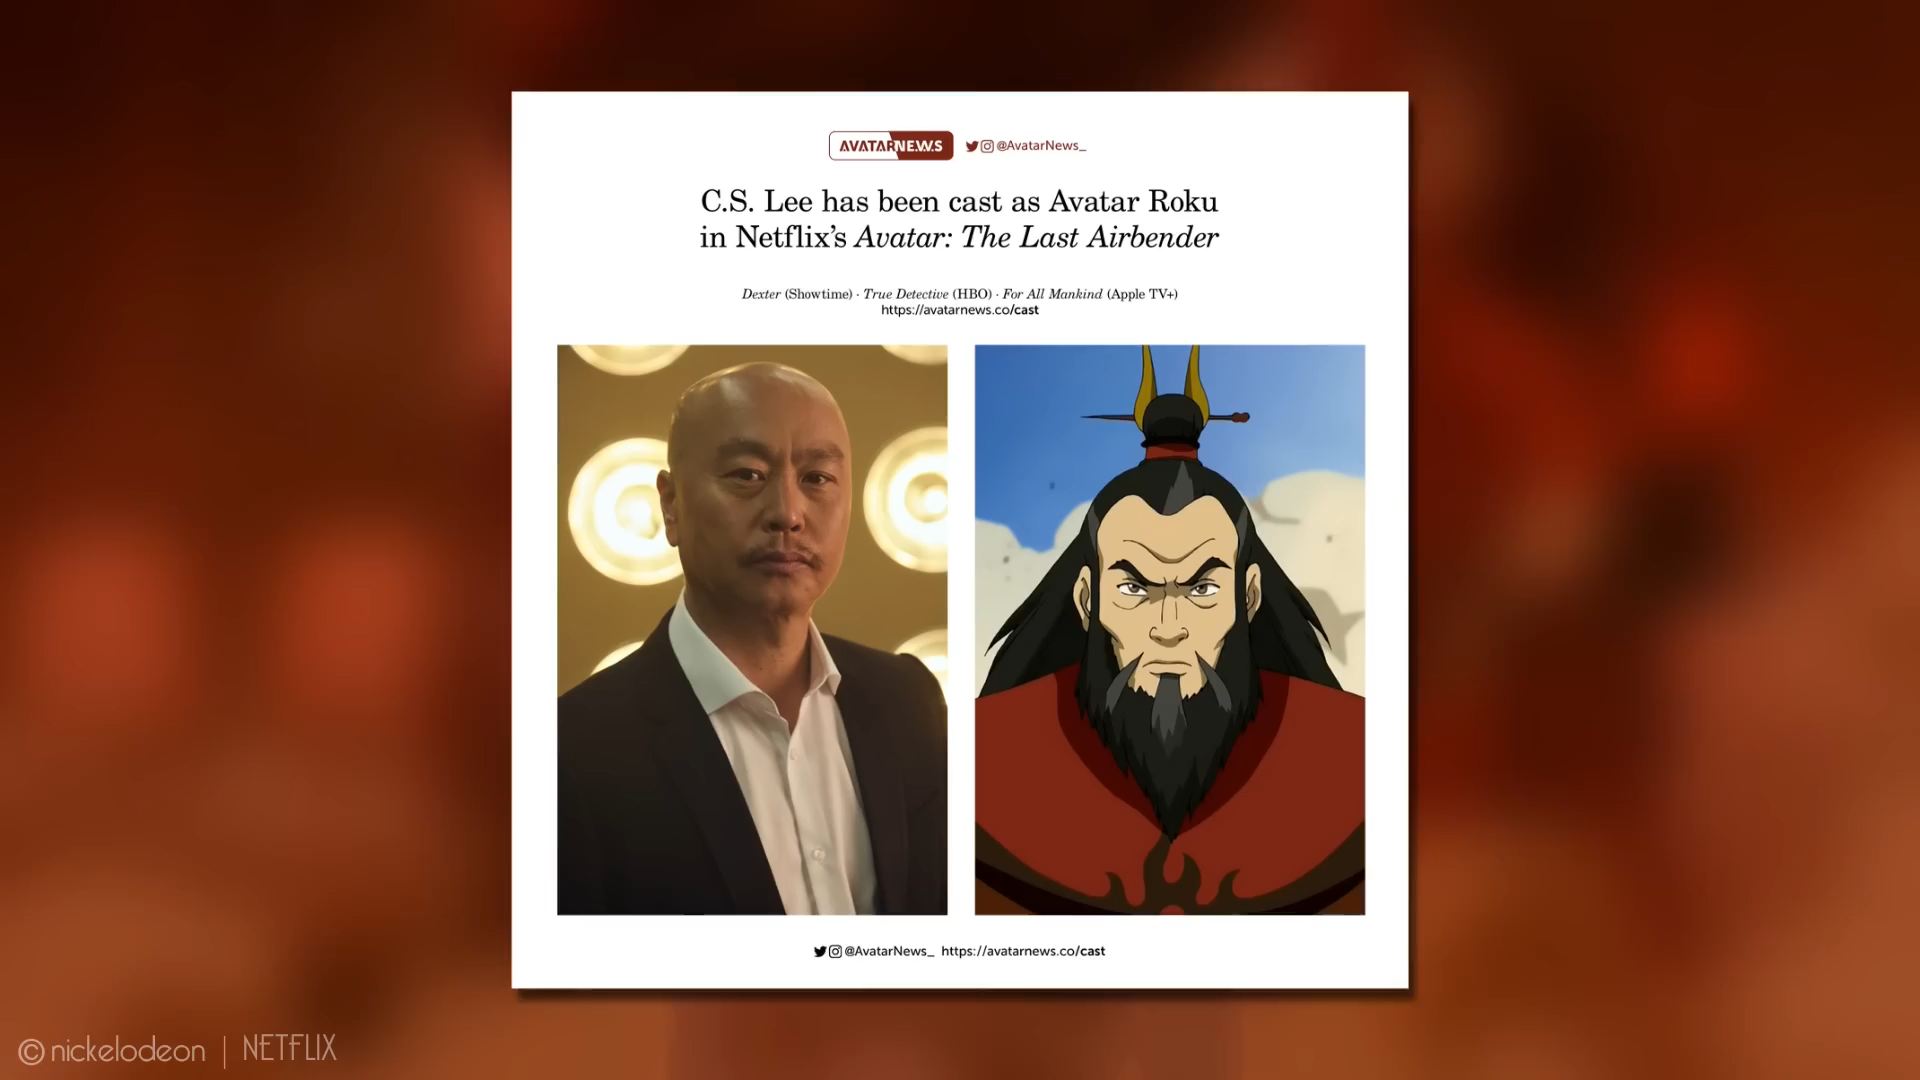 AVATARNEWS @AvatarNews_
C.S. Lee has been cast as Avatar Roku
in Netflix’s Avatar: The Last Airbender
Dexter (Showtime) · True Detective (HBO) · For All Mankind (Apple TV+)
https://avatarnews.co/cast
@AvatarNews_ https://avatarnews.co/cast
© nickelodeon | NETFLIX